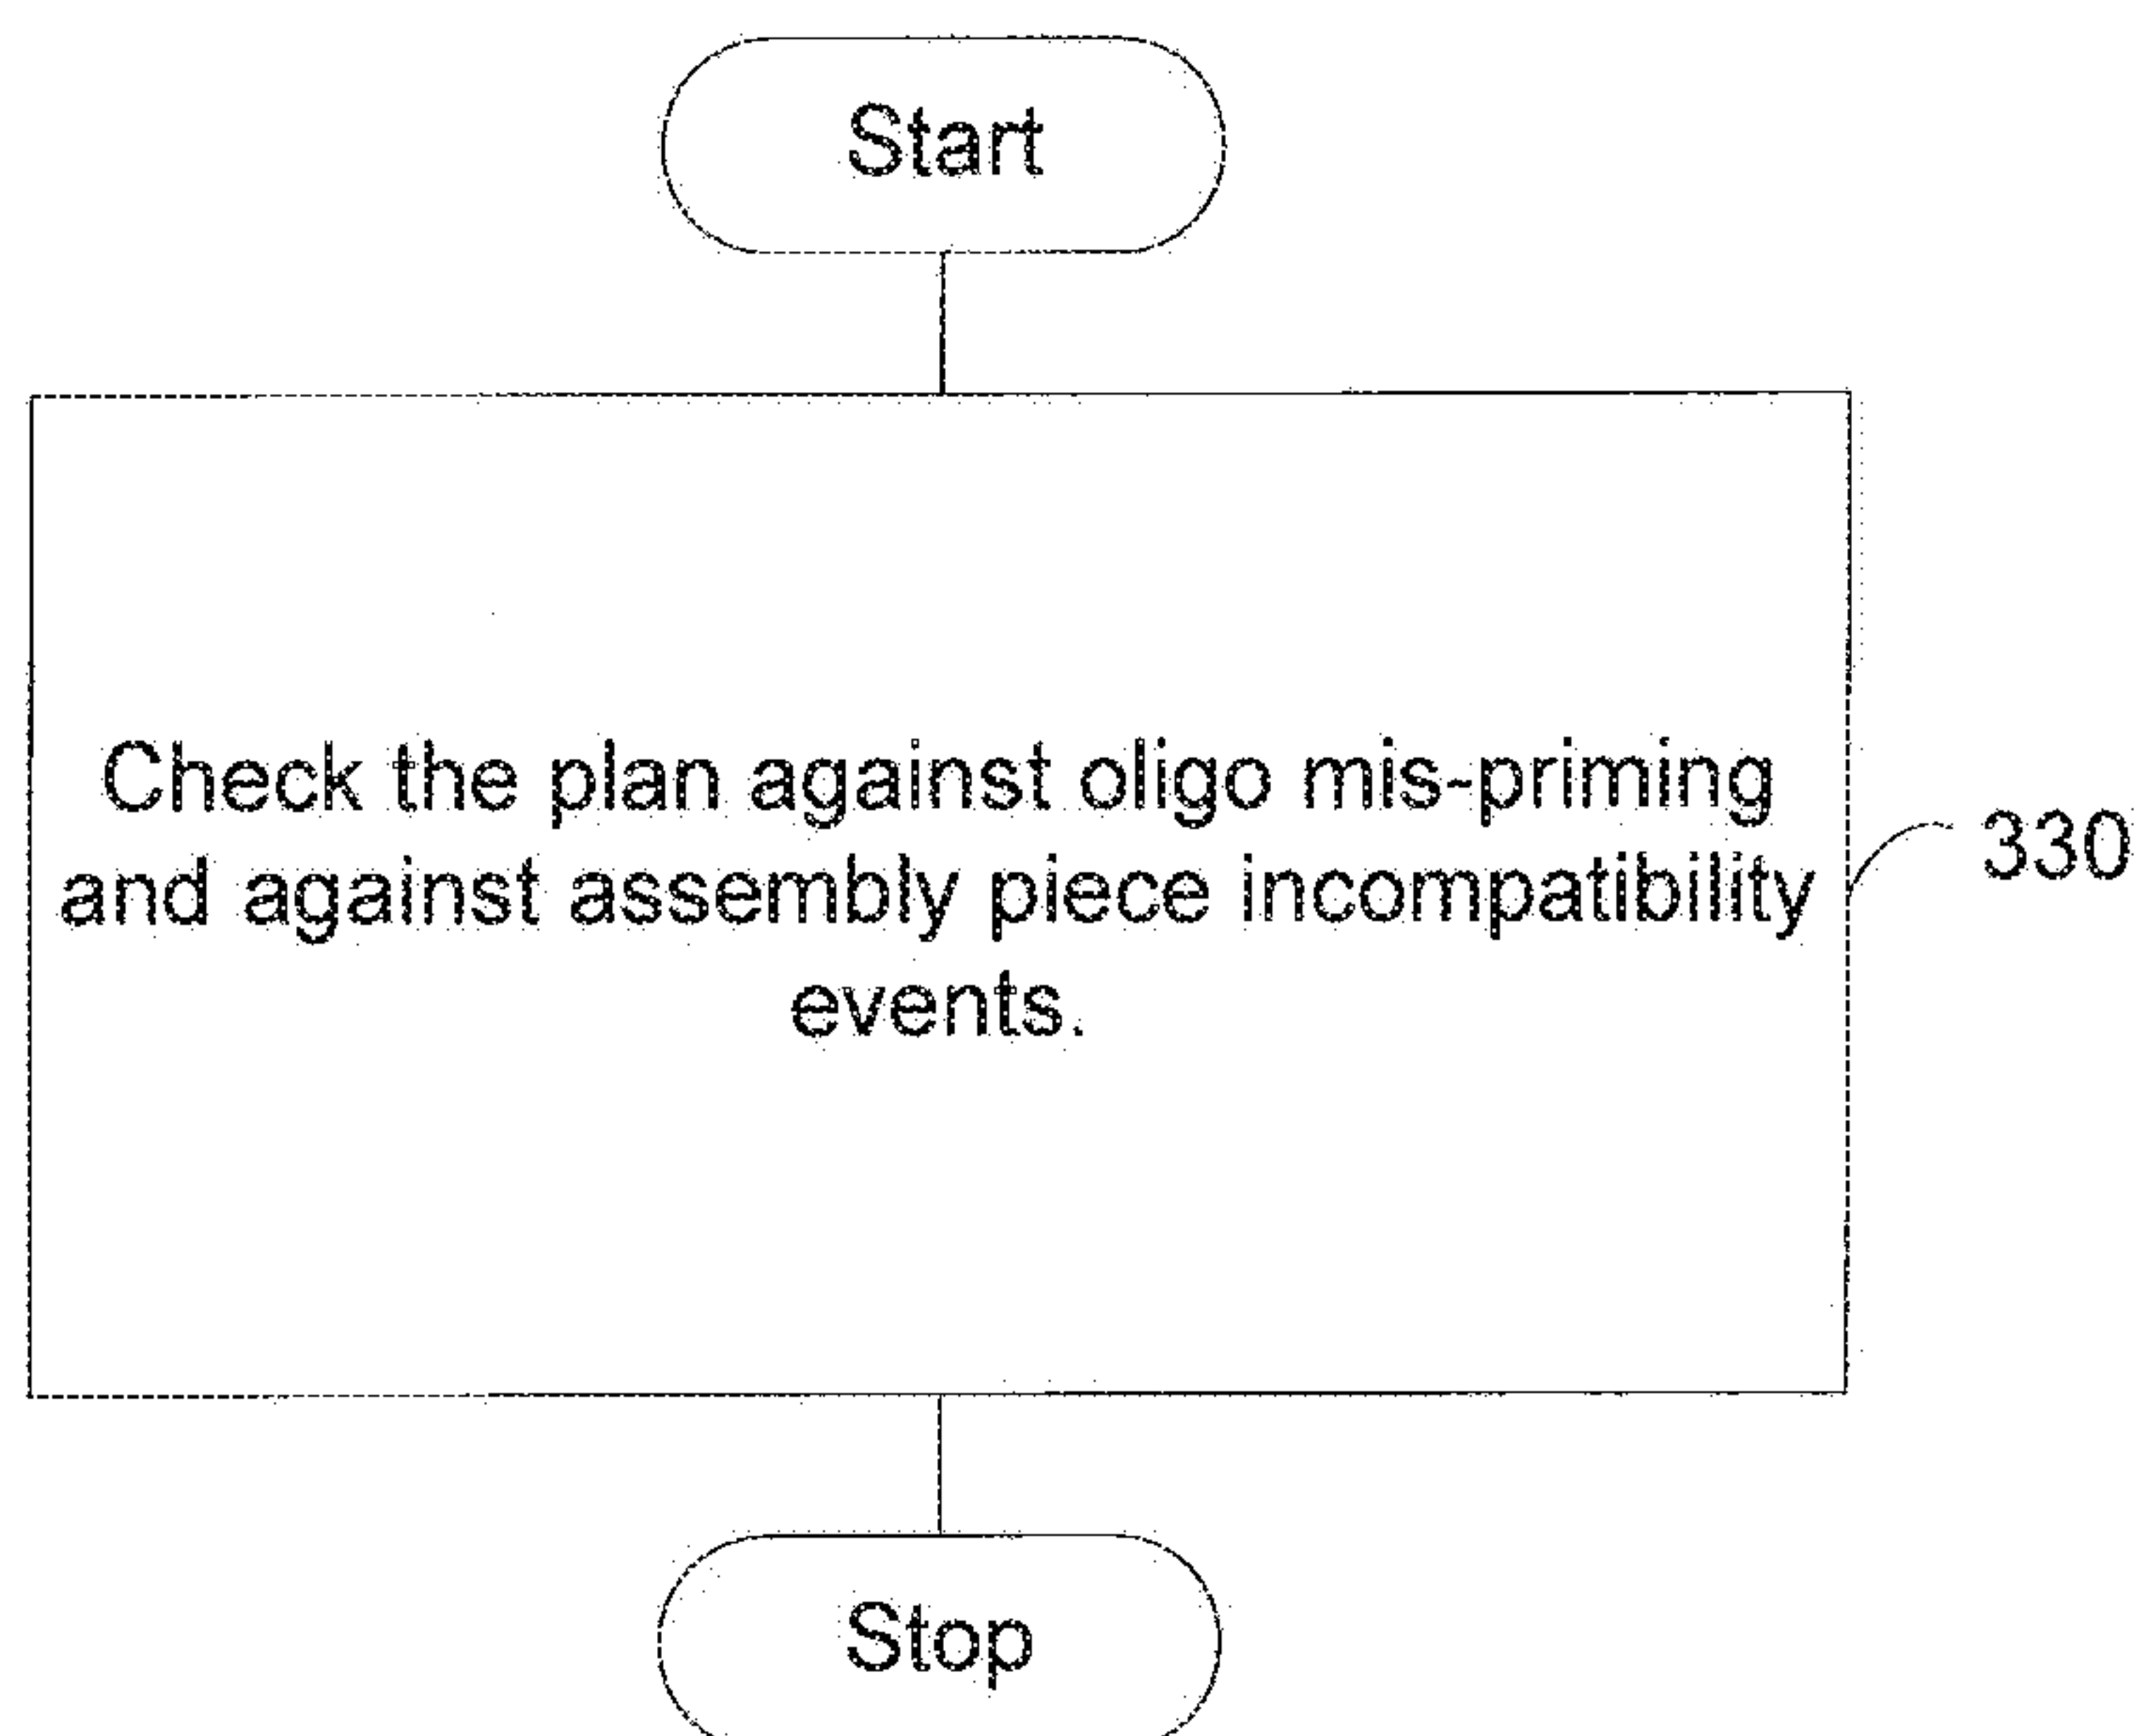 Start
Check the plan against oligo mis-priming
and against assembly piece incompatibility
events.
330
Stop